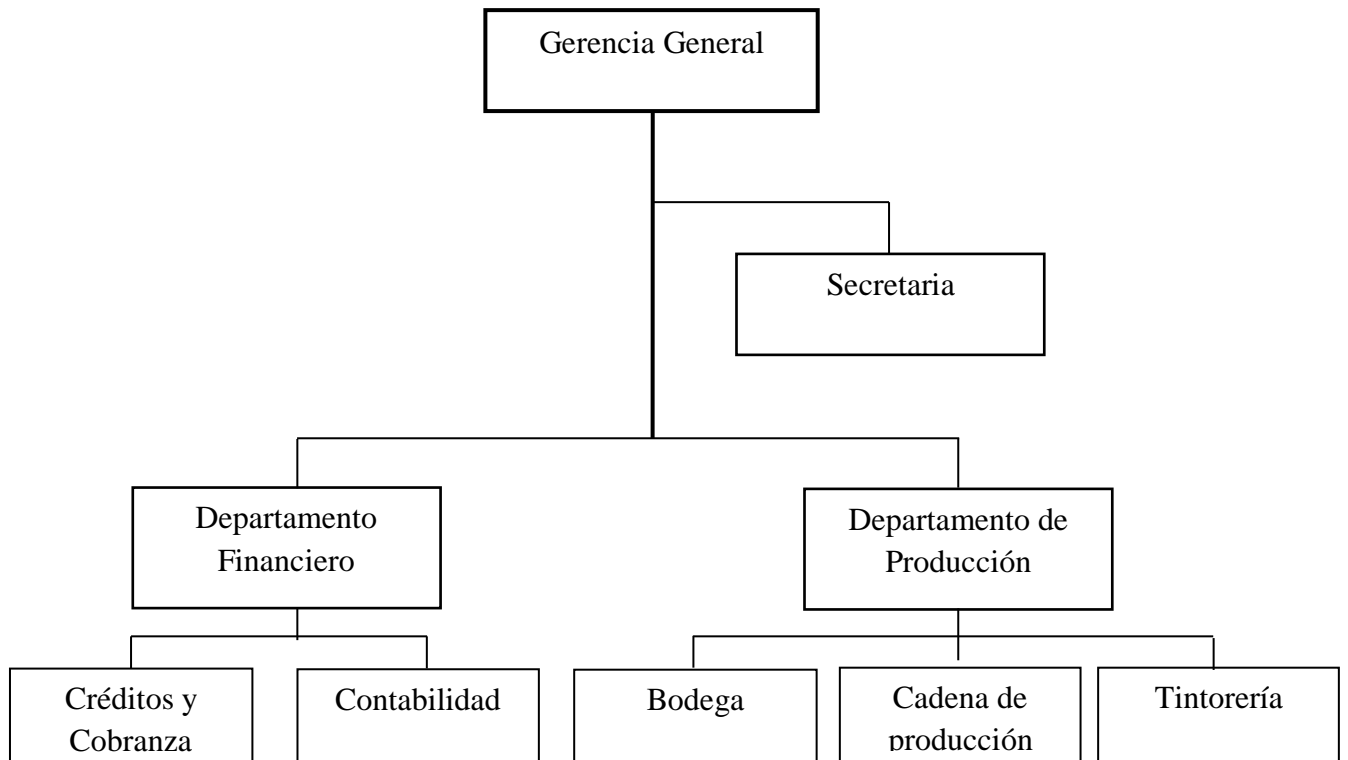 Gerencia General
Secretaria
Departamento
Financiero
Departamento de
Producción
Créditos y
Cobranza
Contabilidad
Bodega
Cadena de
producción
Tintorería